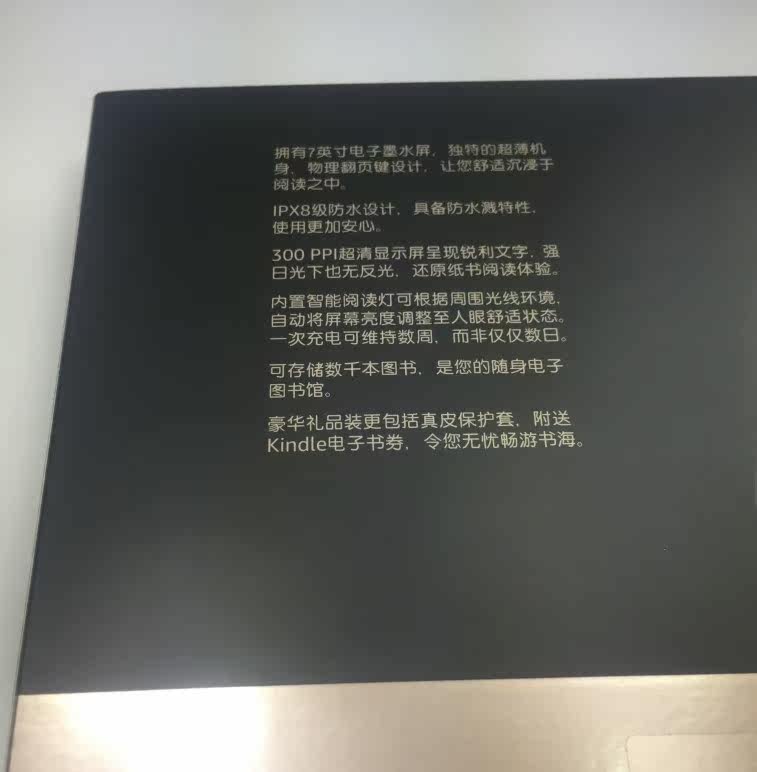 拥有7英寸电子墨水屏，独特的超薄机
身，物理翻页键设计，让您舒适沉浸于
阅读之中。
IPX8级防水设计，具备防水溅特性，
使用更加安心。
300 PPI超清显示屏呈现锐利文字，强
日光下也无反光，还原纸书阅读体验。
内置智能阅读灯可根据周围光线环境，
自动将屏幕亮度调整至人眼舒适状态。
一次充电可维持数周，而非仅仅数日。
可存储数千本图书，是您的随身电子
图书馆。
豪华礼品装更包括真皮保护套，附送
Kindle电子书券，令您无忧畅游书海。